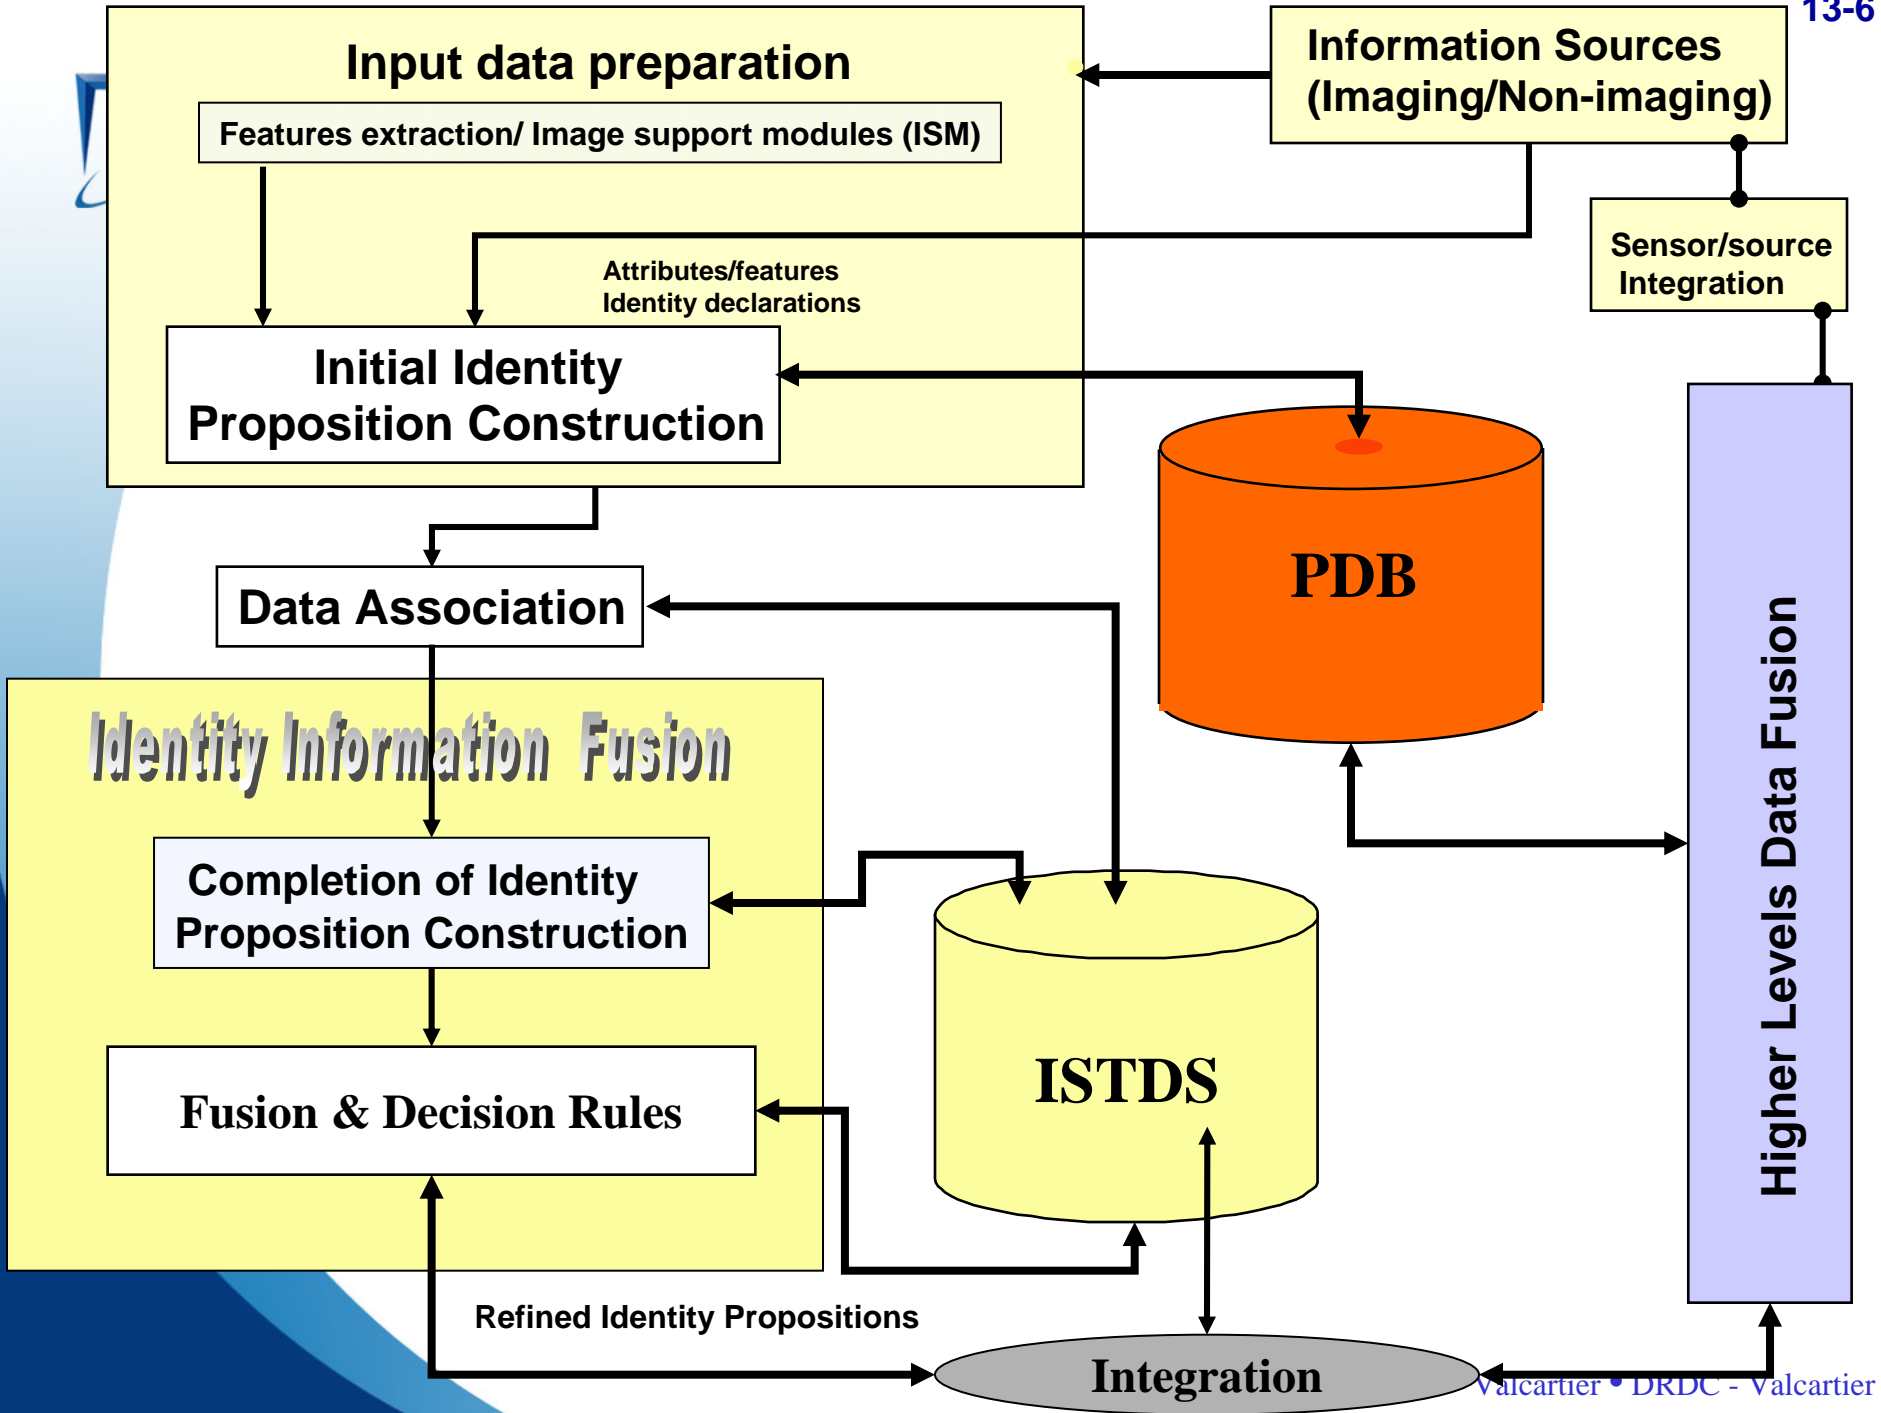 13-6
Input data preparation
Information Sources
(Imaging/Non-imaging)
Features extraction/ Image support modules (ISM)
Sensor/source
Integration
Attributes/features
Identity declarations
Initial Identity
Proposition Construction
PDB
Data Association
Higher Levels Data Fusion
Identity Information Fusion
Completion of Identity
Proposition Construction
ISTDS
Fusion & Decision Rules
Refined Identity Propositions
Integration
Valcartier • DRDC - Valcartier